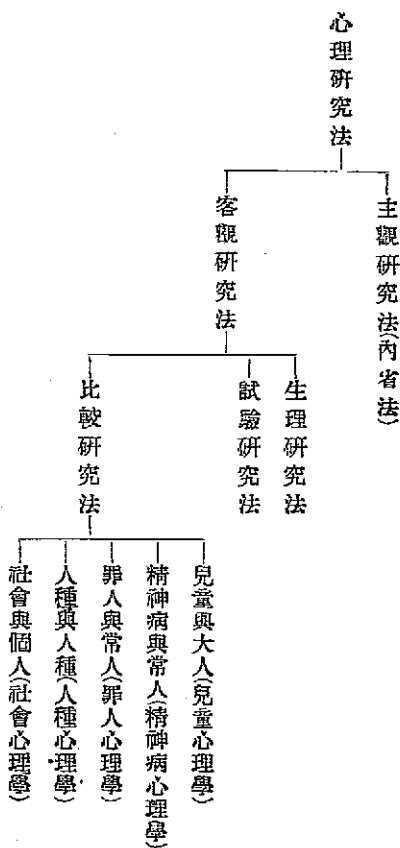 心理研究法
主觀研究法(內省法)
客觀研究法
生理研究法
試驗研究法
比較研究法
兒童與大人(兒童心理學)
精神病與常人(精神病心理學)
罪人與常人(罪人心理學)
人種與人種(人種心理學)
社會與個人(社會心理學)